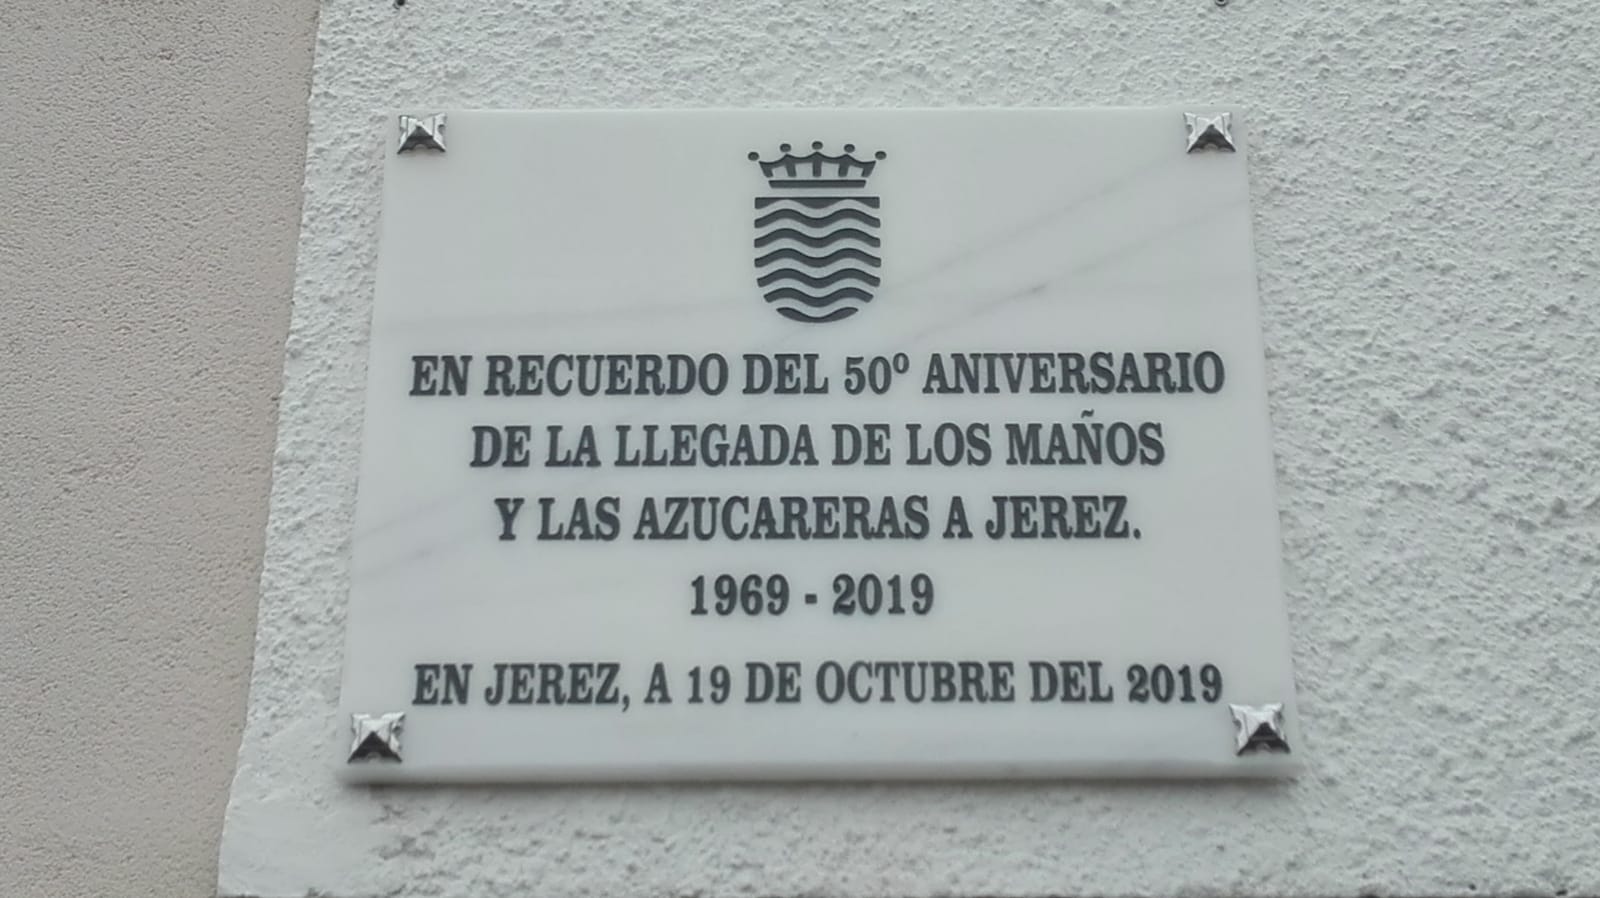 EN RECUERDO DEL 50º ANIVERSARIO
DE LA LLEGADA DE LOS MAÑOS
Y LAS AZUCARERAS A JEREZ.
1969 - 2019
EN JEREZ, A 19 DE OCTUBRE DEL 2019